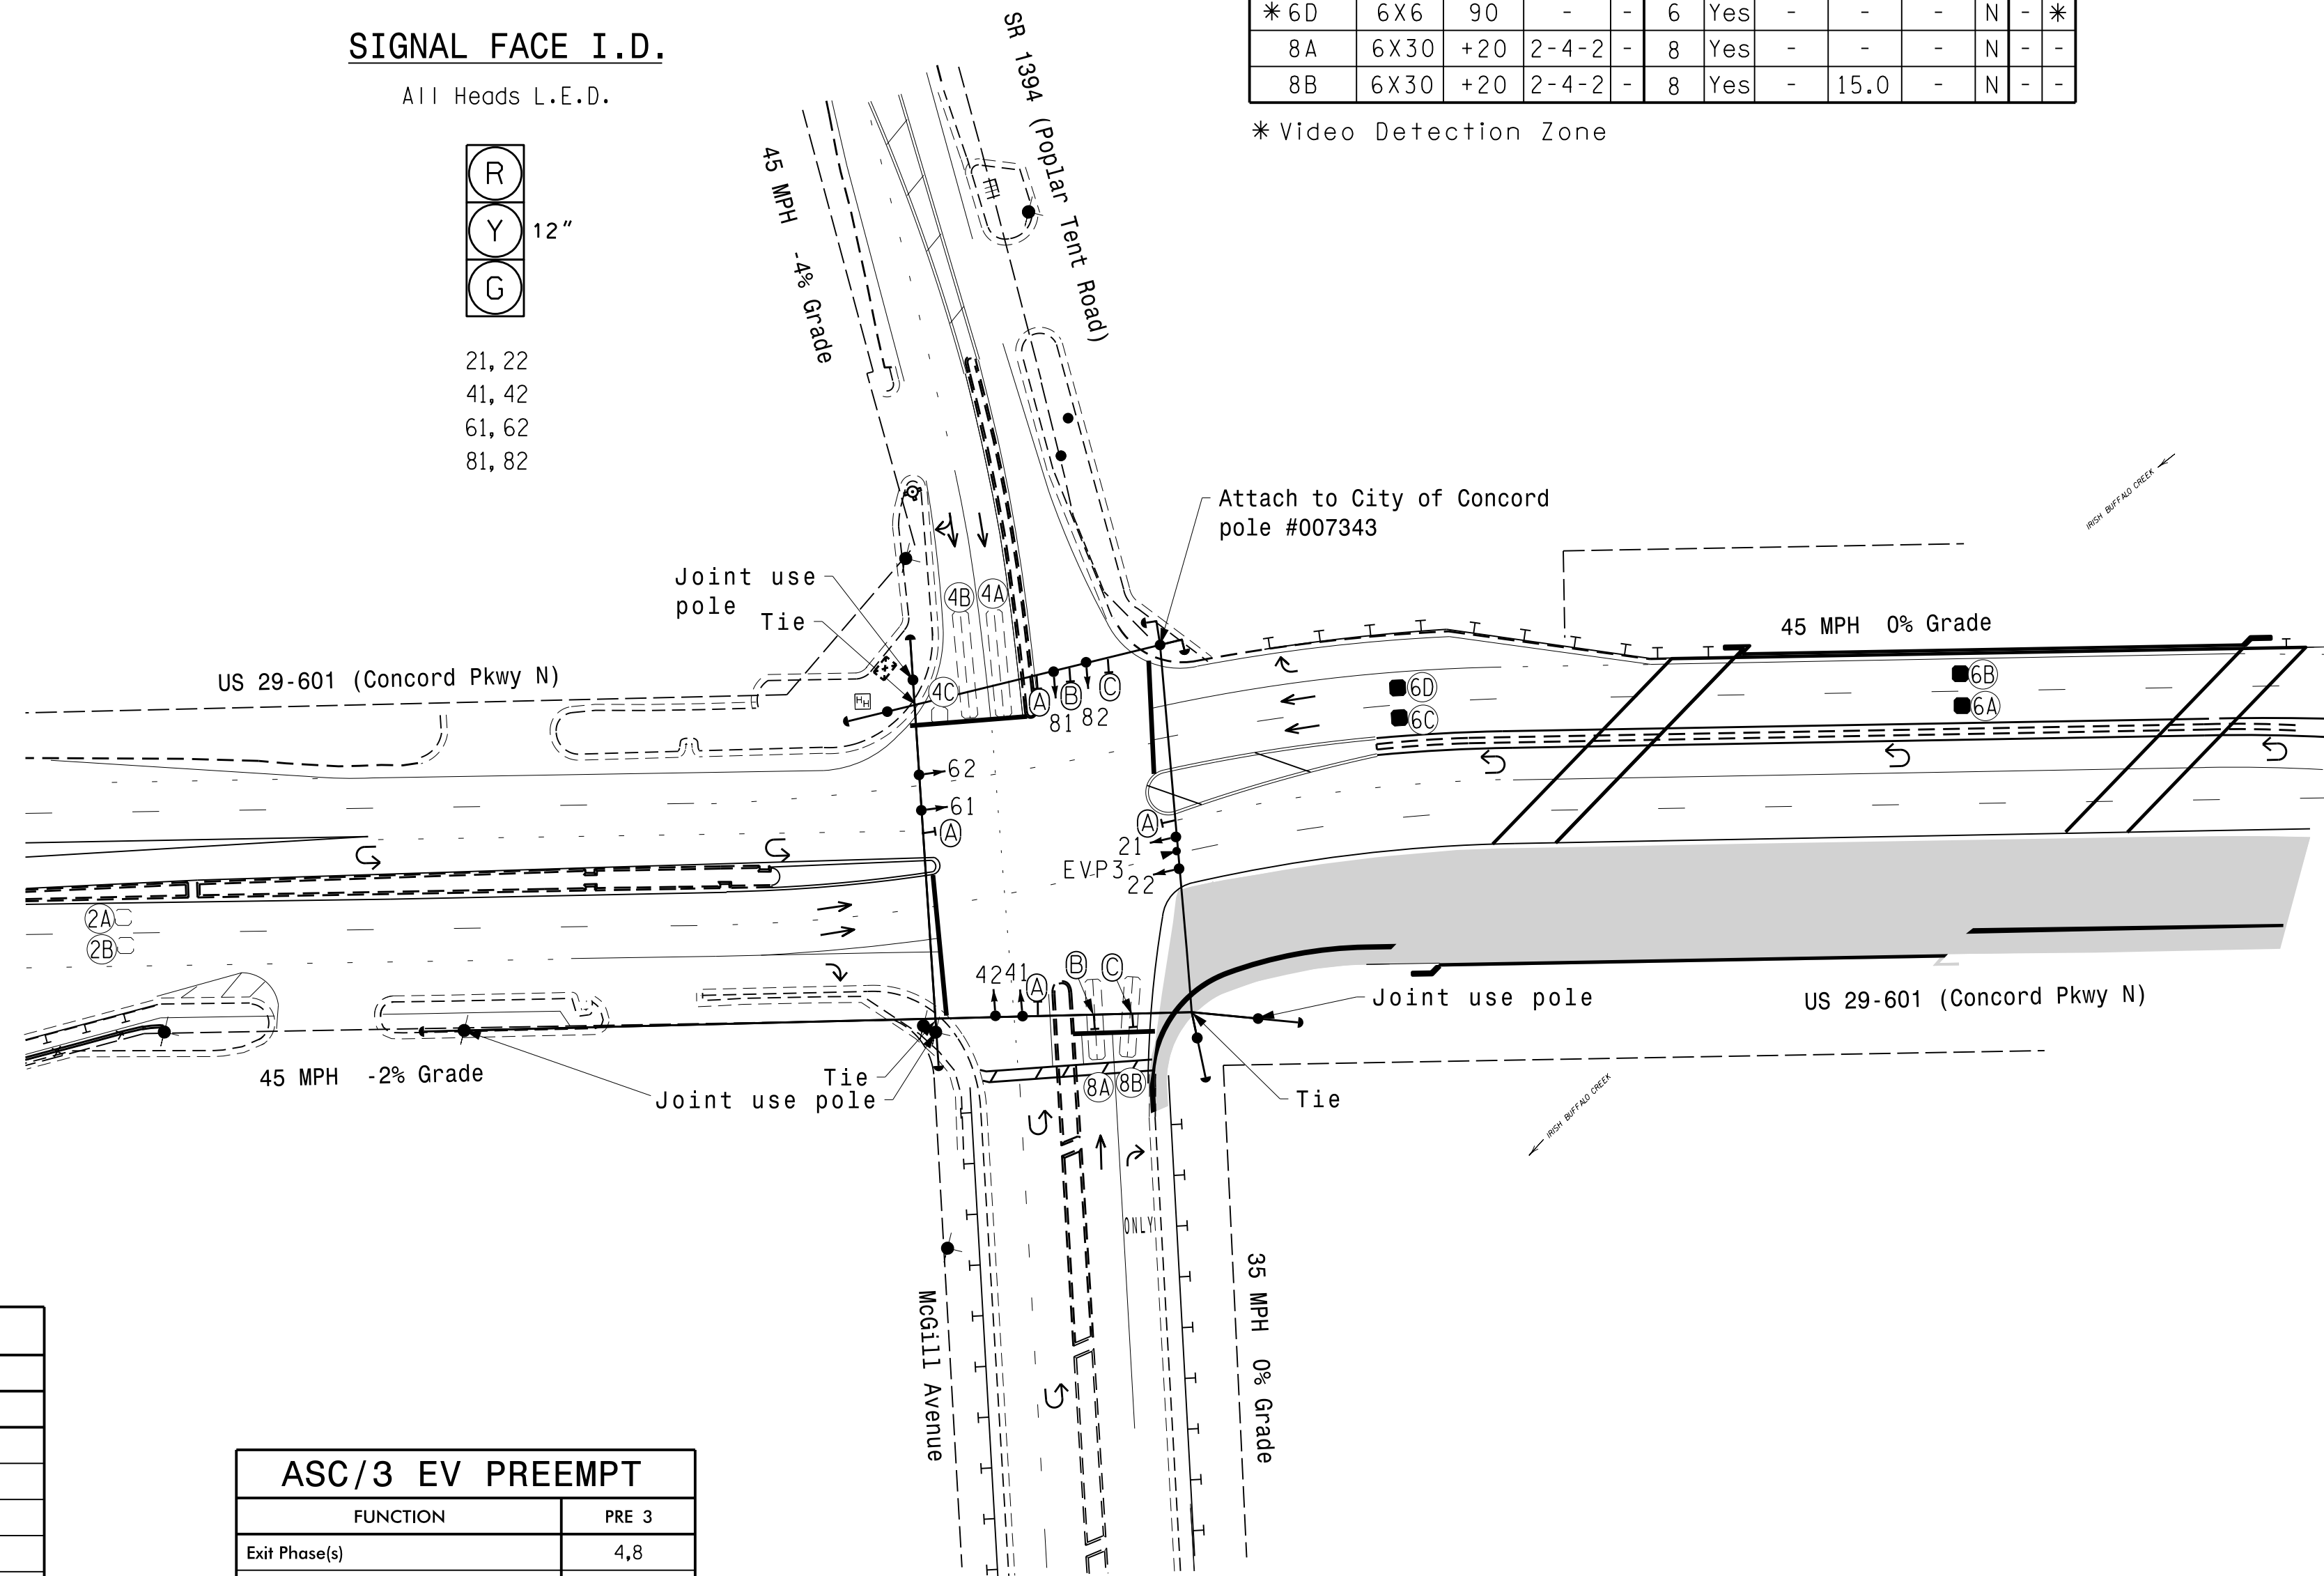 SIGNAL FACE I.D.
All Heads L.E.D.
R
Y
G
12"
21, 22
41, 42
61, 62
81, 82
* 6D 6X6 90 - - 6 Yes - - - N - *
8A 6X30 +20 2-4-2 - 8 Yes - - - N - -
8B 6X30 +20 2-4-2 - 8 Yes - 15.0 - N - -
* Video Detection Zone
SR 1394 (Poplar Tent Road)
45 MPH -4% Grade
Attach to City of Concord
pole #007343
IRISH BUFFALO CREEK
Joint use
pole
Tie
4B
4A
4C
HH
US 29-601 (Concord Pkwy N)
45 MPH 0% Grade
A
B
C
81
82
6D
6C
6B
6A
62
61
A
A
21
EVP3
22
2A
2B
42
41
A
B
C
8A
8B
Joint use pole
US 29-601 (Concord Pkwy N)
45 MPH -2% Grade
Tie
Joint use pole
Tie
IRISH BUFFALO CREEK
ONLY
McGill Avenue
35 MPH 0% Grade
ASC/3 EV PREEMPT
FUNCTION PRE 3
Exit Phase(s) 4,8